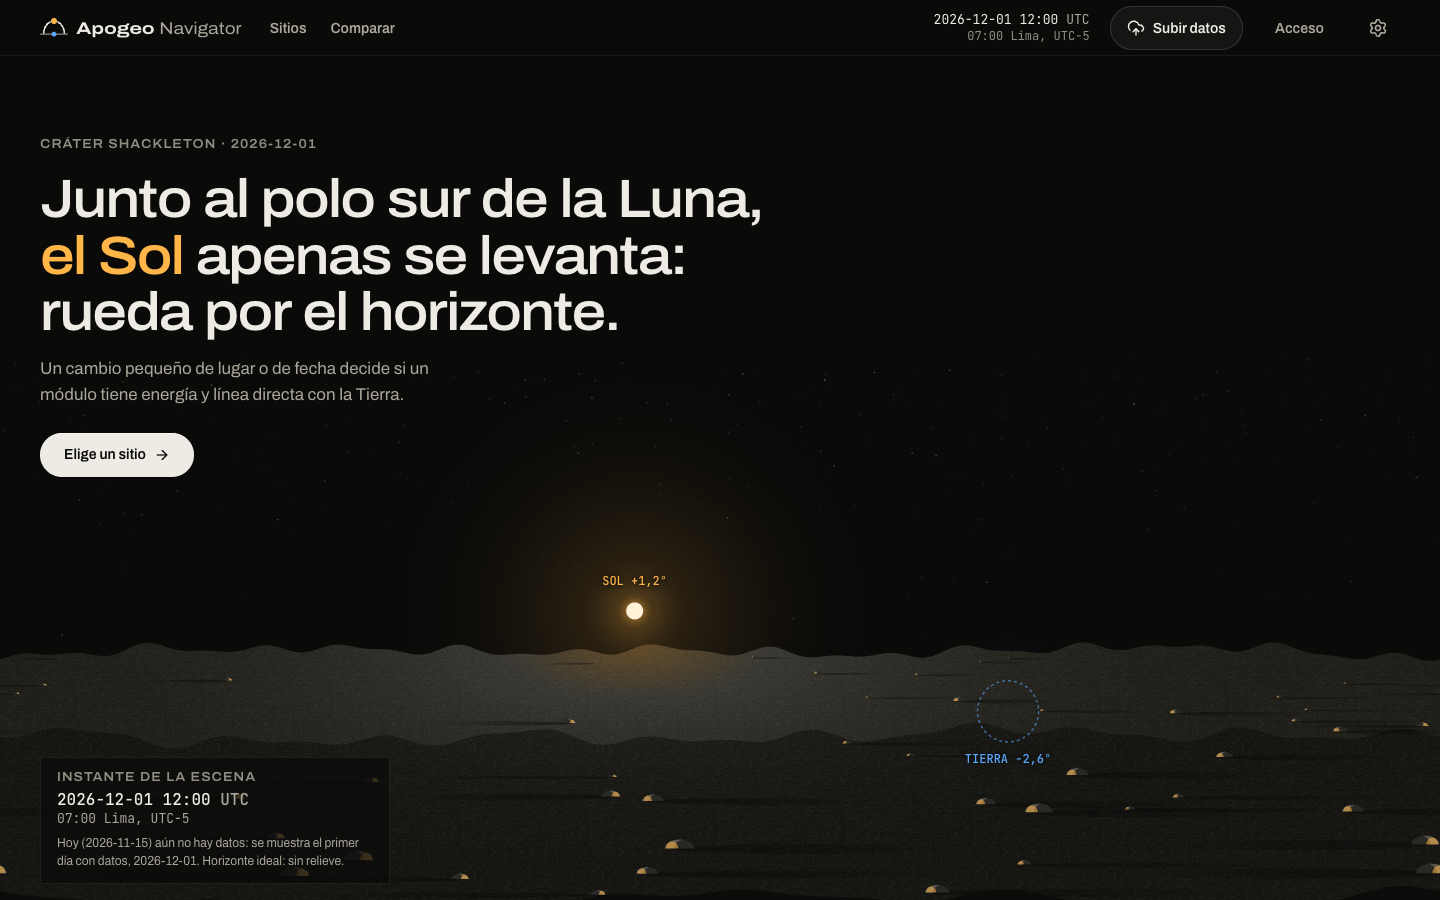 Apogeo Navigator
Sitios
Comparar
2026-12-01 12:00 UTC
07:00 Lima, UTC-5
Subir datos
Acceso
CRÁTER SHACKLETON · 2026-12-01
Junto al polo sur de la Luna,
el Sol apenas se levanta:
rueda por el horizonte.
Un cambio pequeño de lugar o de fecha decide si un
módulo tiene energía y línea directa con la Tierra.
Elige un sitio →
SOL +1,2°
TIERRA -2,6°
INSTANTE DE LA ESCENA
2026-12-01 12:00 UTC
07:00 Lima, UTC-5
Hoy (2026-11-15) aún no hay datos: se muestra el primer
día con datos, 2026-12-01. Horizonte ideal: sin relieve.